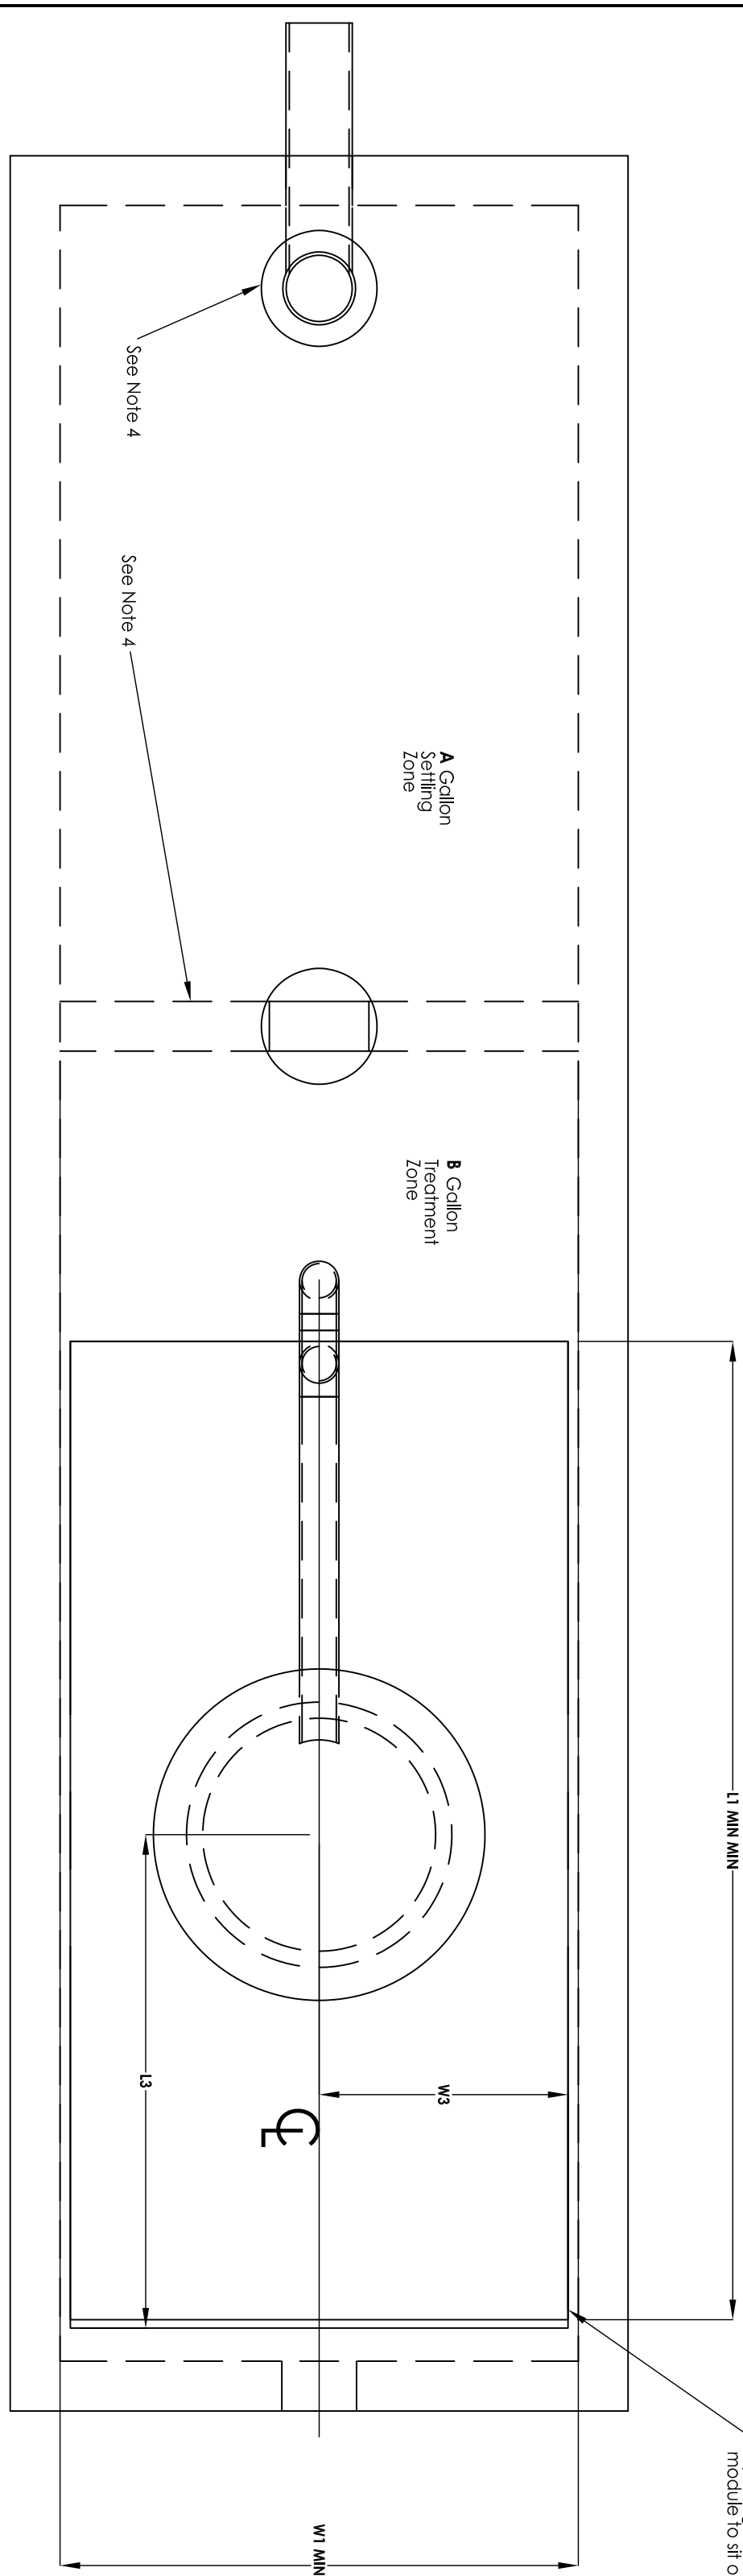 See Note 4
See Note 4
A Gallon
Settling
Zone
B Gallon
Treatment
Zone
L1 MIN MIN
L3
W3
CL
W1 MIN
module to sit o